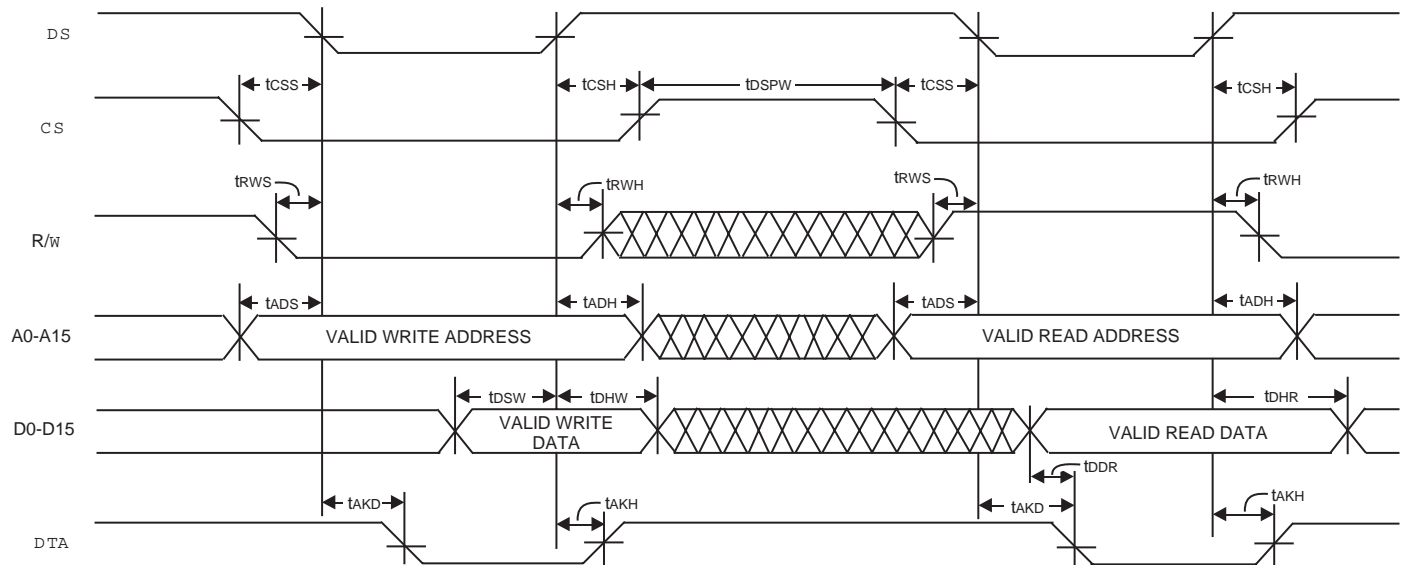 DS
tCSS
tCSH
tDSPW
tCSS
tCSH
CS
tRWS
tRWH
tRWS
tRWH
R/W
tADS
tADH
tADS
tADH
A0-A15
VALID WRITE ADDRESS
VALID READ ADDRESS
tDSW
tDHW
tDHR
D0-D15
VALID WRITE
DATA
VALID READ DATA
tDDR
tAKD
tAKH
tAKD
tAKH
DTA